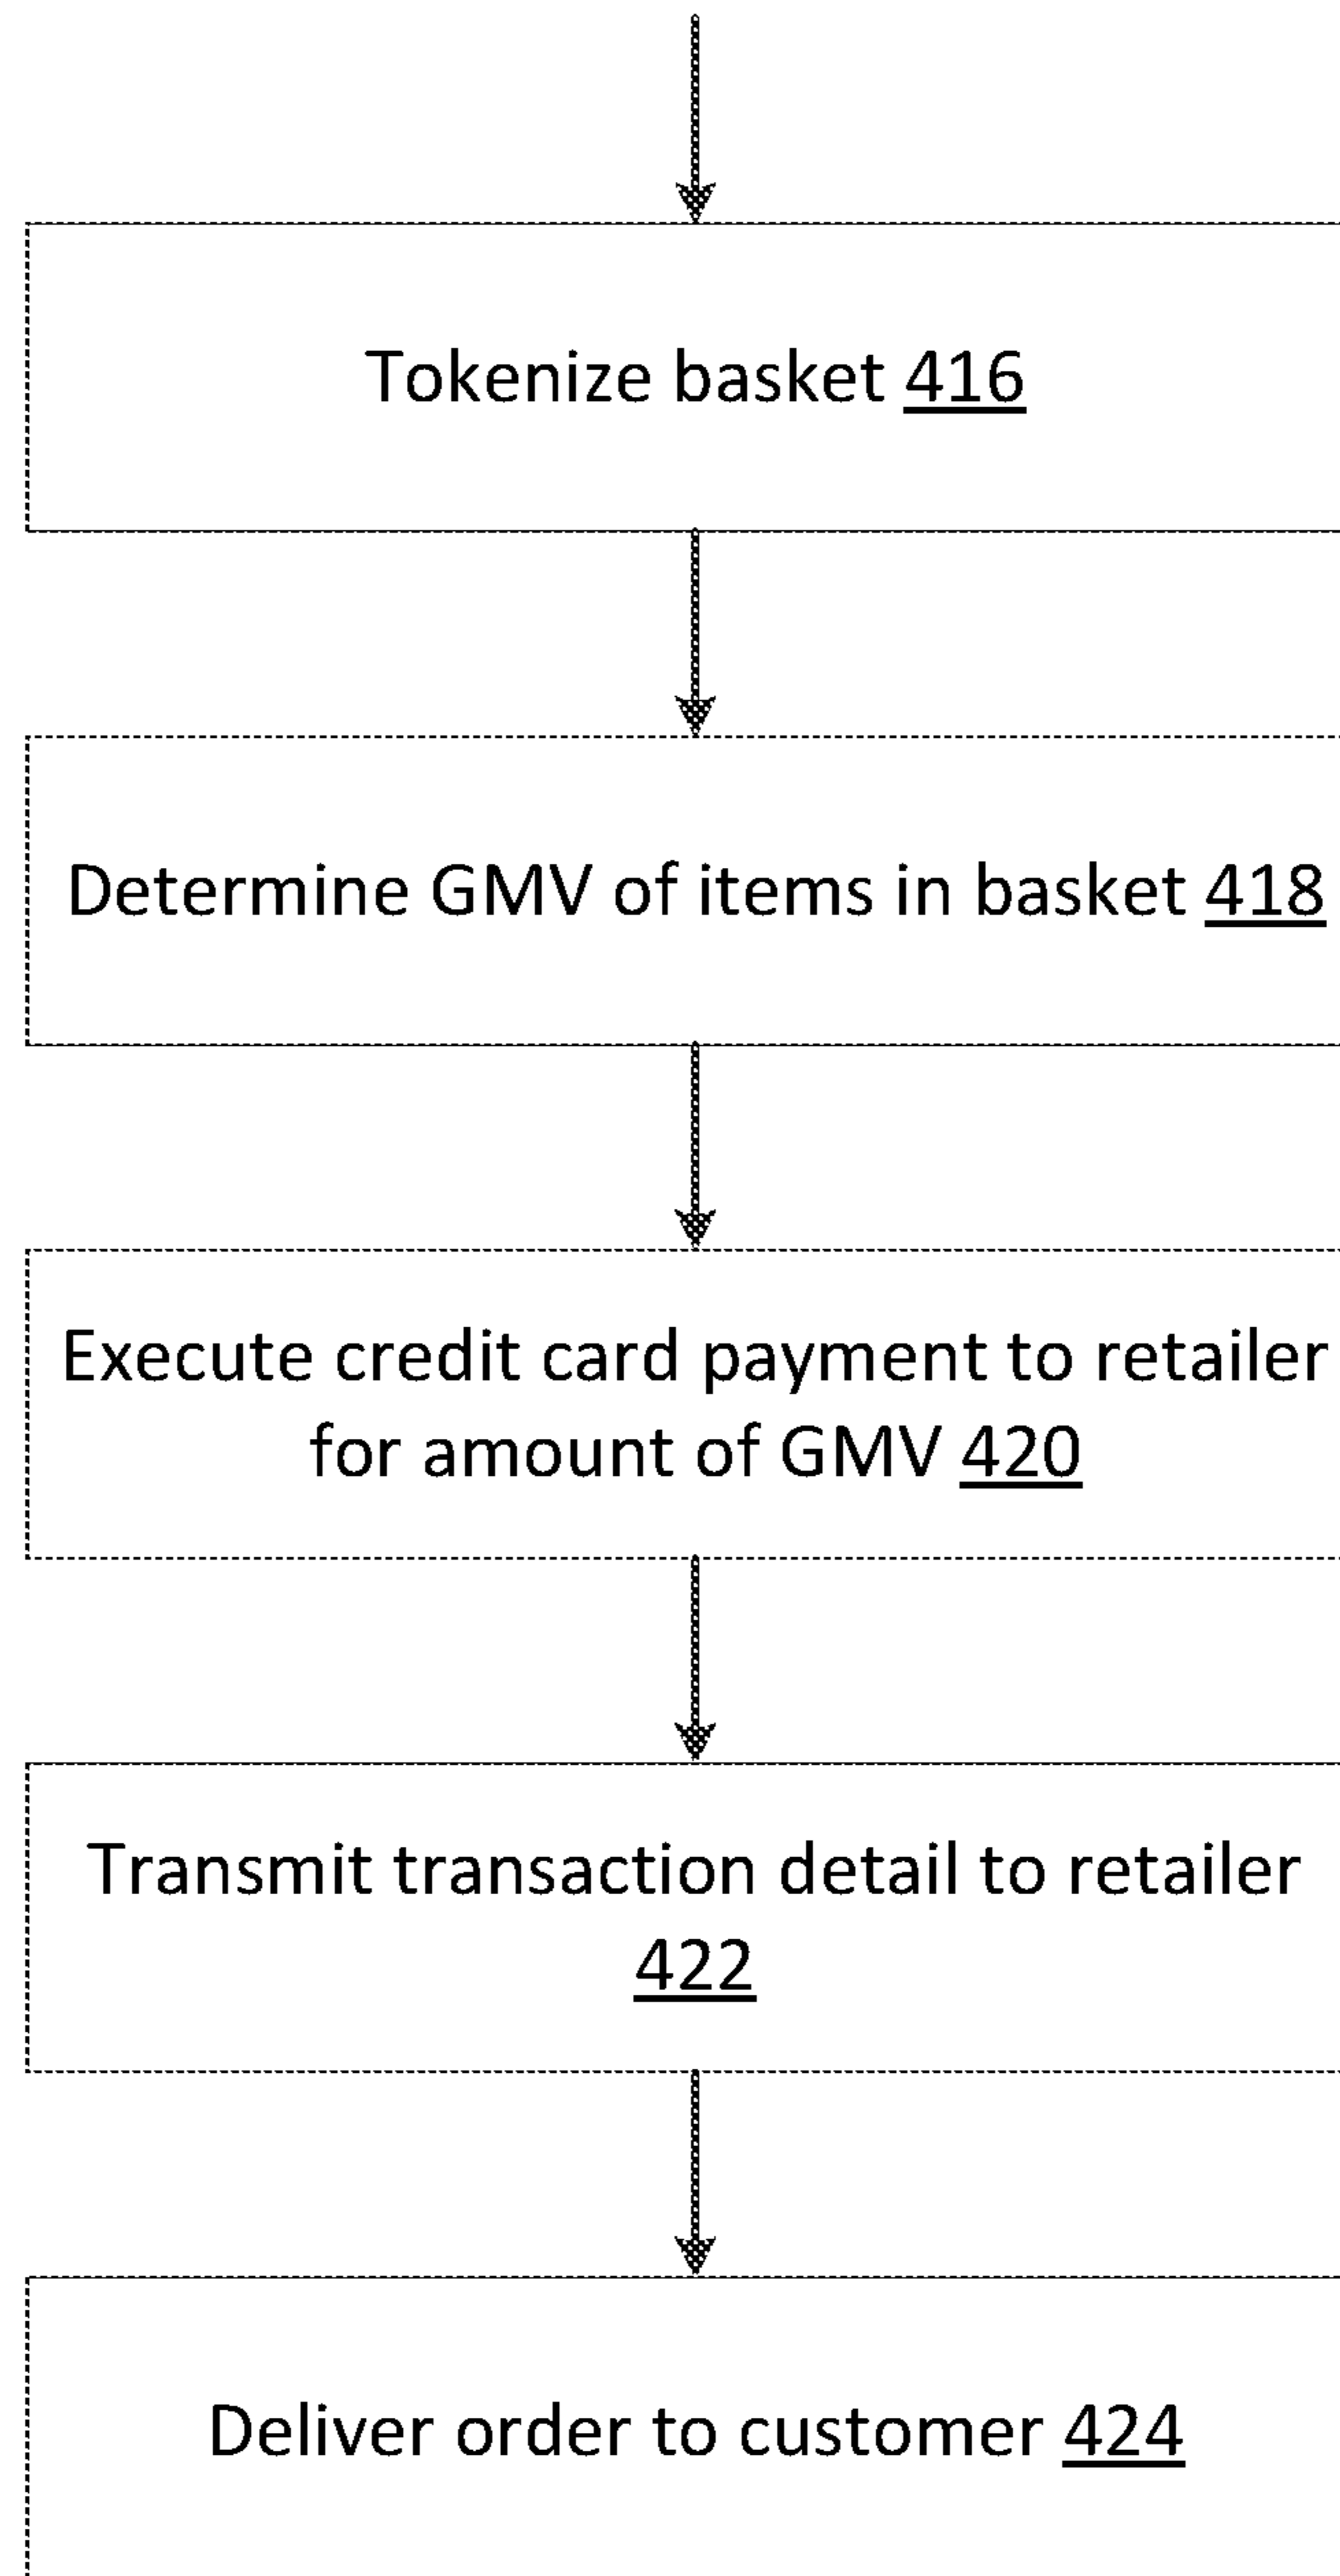 Tokenize basket 416
Determine GMV of items in basket 418
Execute credit card payment to retailer
for amount of GMV 420
Transmit transaction detail to retailer
422
Deliver order to customer 424